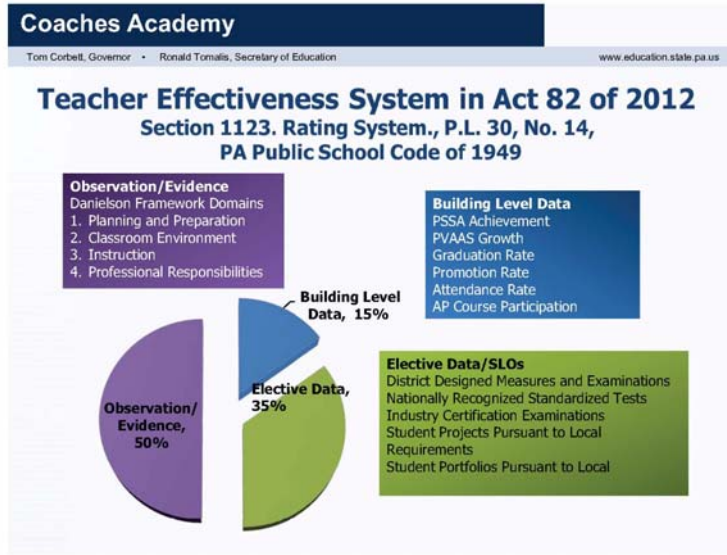 Coaches Academy
Tom Corbett, Governor • Ronald Tomalis, Secretary of Education
www.education.state.pa.us
Teacher Effectiveness System in Act 82 of 2012
Section 1123. Rating System., P.L. 30, No. 14,
PA Public School Code of 1949
Observation/Evidence
Danielson Framework Domains
1. Planning and Preparation
2. Classroom Environment
3. Instruction
4. Professional Responsibilities
Building Level Data
PSSA Achievement
PVAAS Growth
Graduation Rate
Promotion Rate
Attendance Rate
AP Course Participation
Building Level
Data, 15%
Elective Data,
35%
Observation/
Evidence,
50%
Elective Data/SLOs
District Designed Measures and Examinations
Nationally Recognized Standardized Tests
Industry Certification Examinations
Student Projects Pursuant to Local
Requirements
Student Portfolios Pursuant to Local